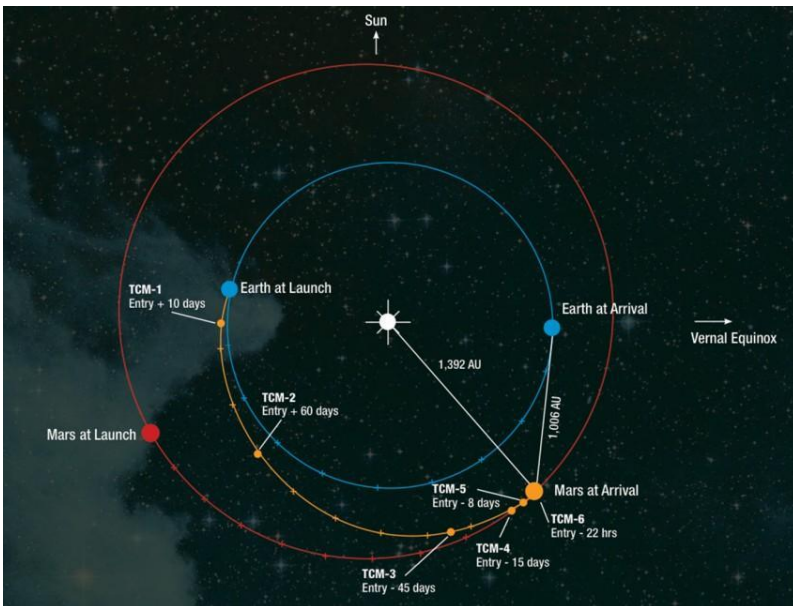 Sun
TCM-1
Entry + 10 days
Earth at Launch
Earth at Arrival
Vernal Equinox
1,392 AU
TCM-2
Entry + 60 days
1,006 AU
Mars at Launch
TCM-5
Entry - 8 days
Mars at Arrival
TCM-6
Entry - 22 hrs
TCM-4
Entry - 15 days
TCM-3
Entry - 45 days